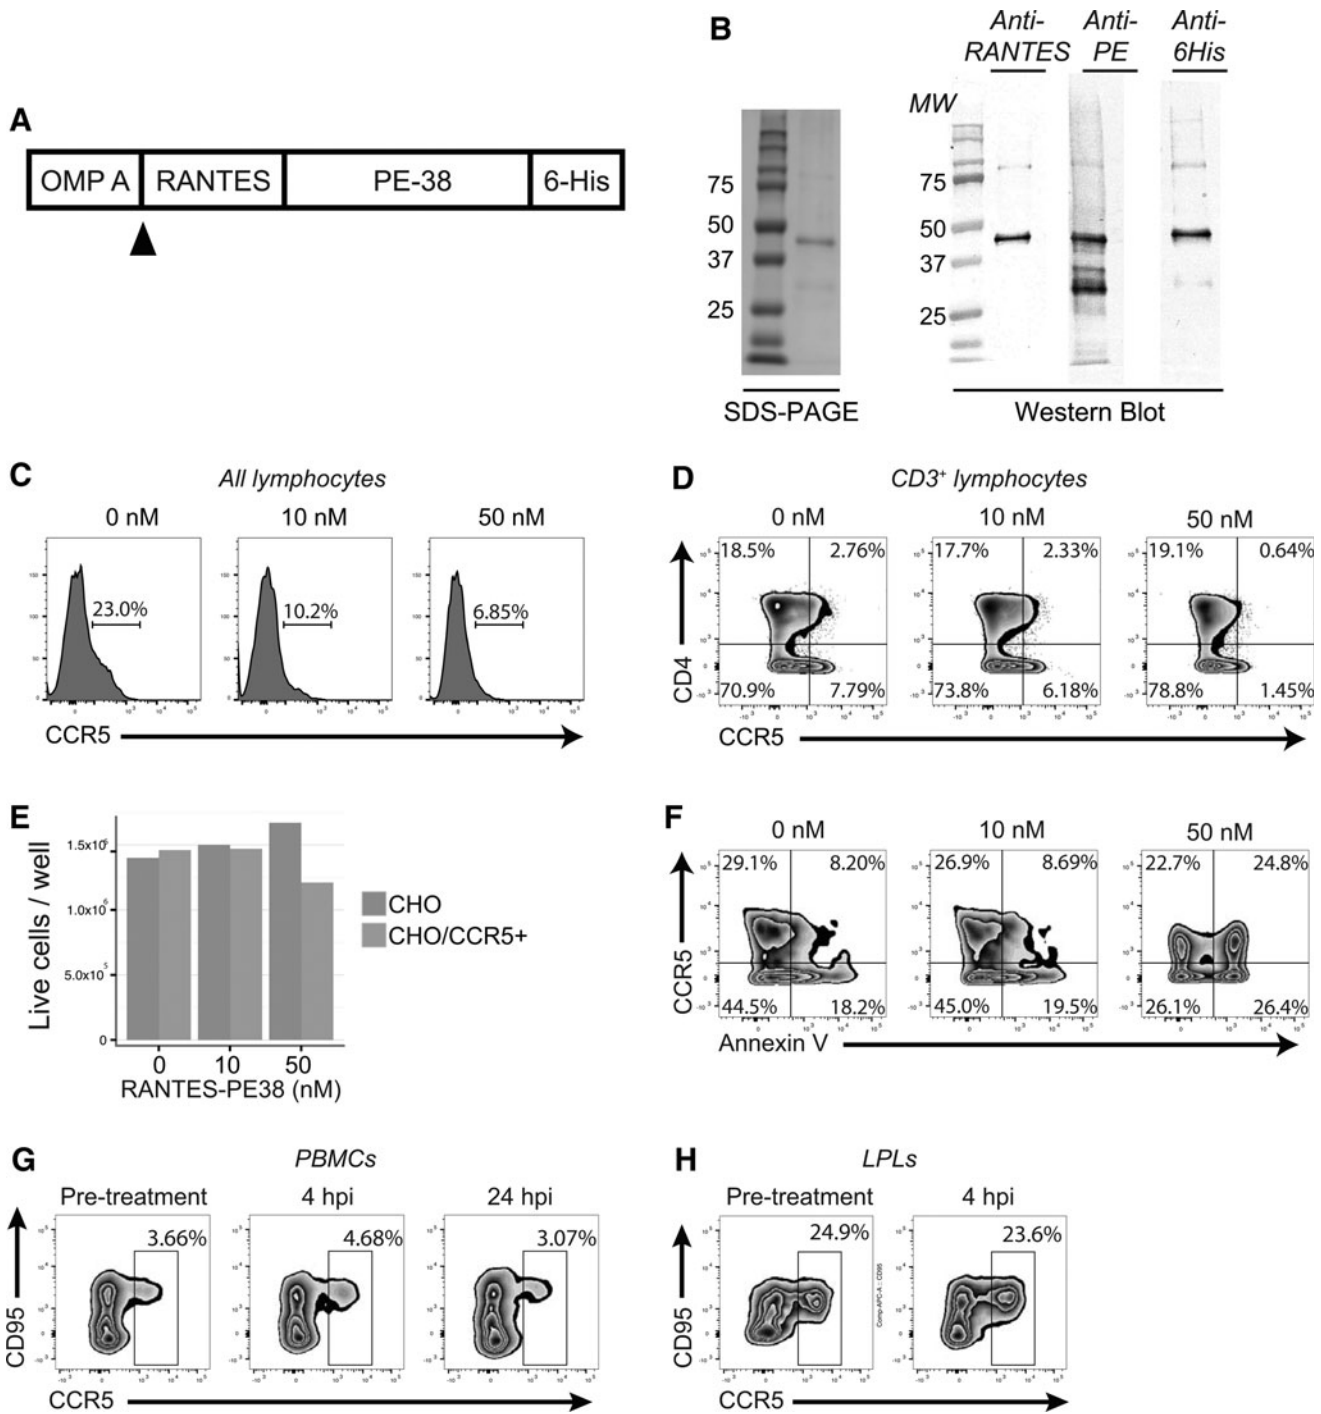 A
OMP A RANTES PE-38 6-His
B
Anti-RANTES Anti-PE Anti-6His
MW
75
50
37
25
75
50
37
25
SDS-PAGE
Western Blot
C
All lymphocytes
0 nM 10 nM 50 nM
23.0% 10.2% 6.85%
CCR5
D
CD3⁺ lymphocytes
0 nM 10 nM 50 nM
18.5% 2.76% 17.7% 2.33% 19.1% 0.64%
70.9% 7.79% 73.8% 6.18% 78.8% 1.45%
CD4
CCR5
E
Live cells / well
1.5x10⁶
1.0x10⁶
5.0x10⁵
0
0 10 50
RANTES-PE38 (nM)
CHO
CHO/CCR5+
F
0 nM 10 nM 50 nM
29.1% 8.20% 26.9% 8.69% 22.7% 24.8%
44.5% 18.2% 45.0% 19.5% 26.1% 26.4%
CCR5
Annexin V
G
PBMCs
Pre-treatment 4 hpi 24 hpi
3.66% 4.68% 3.07%
CD95
CCR5
H
LPLs
Pre-treatment 4 hpi
24.9% 23.6%
CD95
Comp-APC-A :: CD95
CCR5